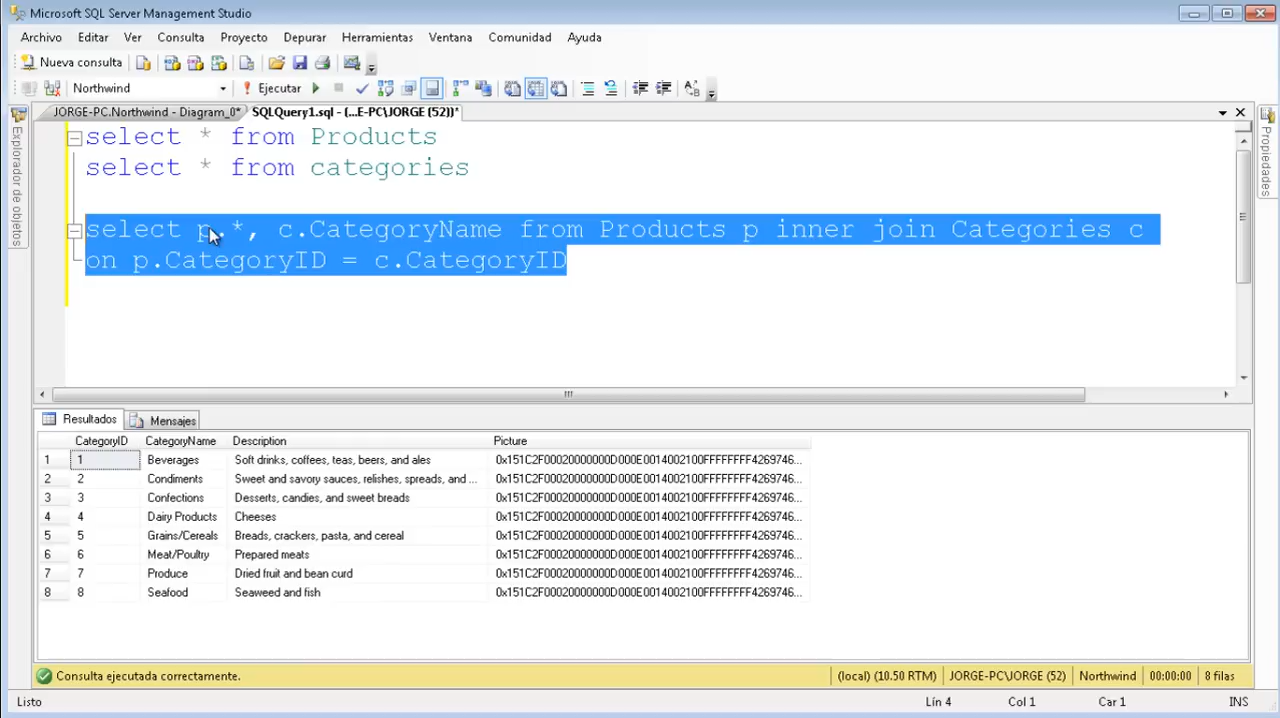 Microsoft SQL Server Management Studio
Archivo Editar Ver Consulta Proyecto Depurar Herramientas Ventana Comunidad Ayuda
Nueva consulta
Northwind Ejecutar
JORGE-PC.Northwind - Diagram_0* SQLQuery1.sql - (...E-PC\JORGE (52))*
Explorador de objetos
Propiedades
select * from Products
select * from categories
select p.*, c.CategoryName from Products p inner join Categories c
on p.CategoryID = c.CategoryID
Resultados Mensajes
CategoryID CategoryName Description Picture
1 1 Beverages Soft drinks, coffees, teas, beers, and ales 0x151C2F00020000000D000E0014002100FFFFFFFF4269746...
2 2 Condiments Sweet and savory sauces, relishes, spreads, and ... 0x151C2F00020000000D000E0014002100FFFFFFFF4269746...
3 3 Confections Desserts, candies, and sweet breads 0x151C2F00020000000D000E0014002100FFFFFFFF4269746...
4 4 Dairy Products Cheeses 0x151C2F00020000000D000E0014002100FFFFFFFF4269746...
5 5 Grains/Cereals Breads, crackers, pasta, and cereal 0x151C2F00020000000D000E0014002100FFFFFFFF4269746...
6 6 Meat/Poultry Prepared meats 0x151C2F00020000000D000E0014002100FFFFFFFF4269746...
7 7 Produce Dried fruit and bean curd 0x151C2F00020000000D000E0014002100FFFFFFFF4269746...
8 8 Seafood Seaweed and fish 0x151C2F00020000000D000E0014002100FFFFFFFF4269746...
Consulta ejecutada correctamente. (local) (10.50 RTM) JORGE-PC\JORGE (52) Northwind 00:00:00 8 filas
Listo Lín 4 Col 1 Car 1 INS